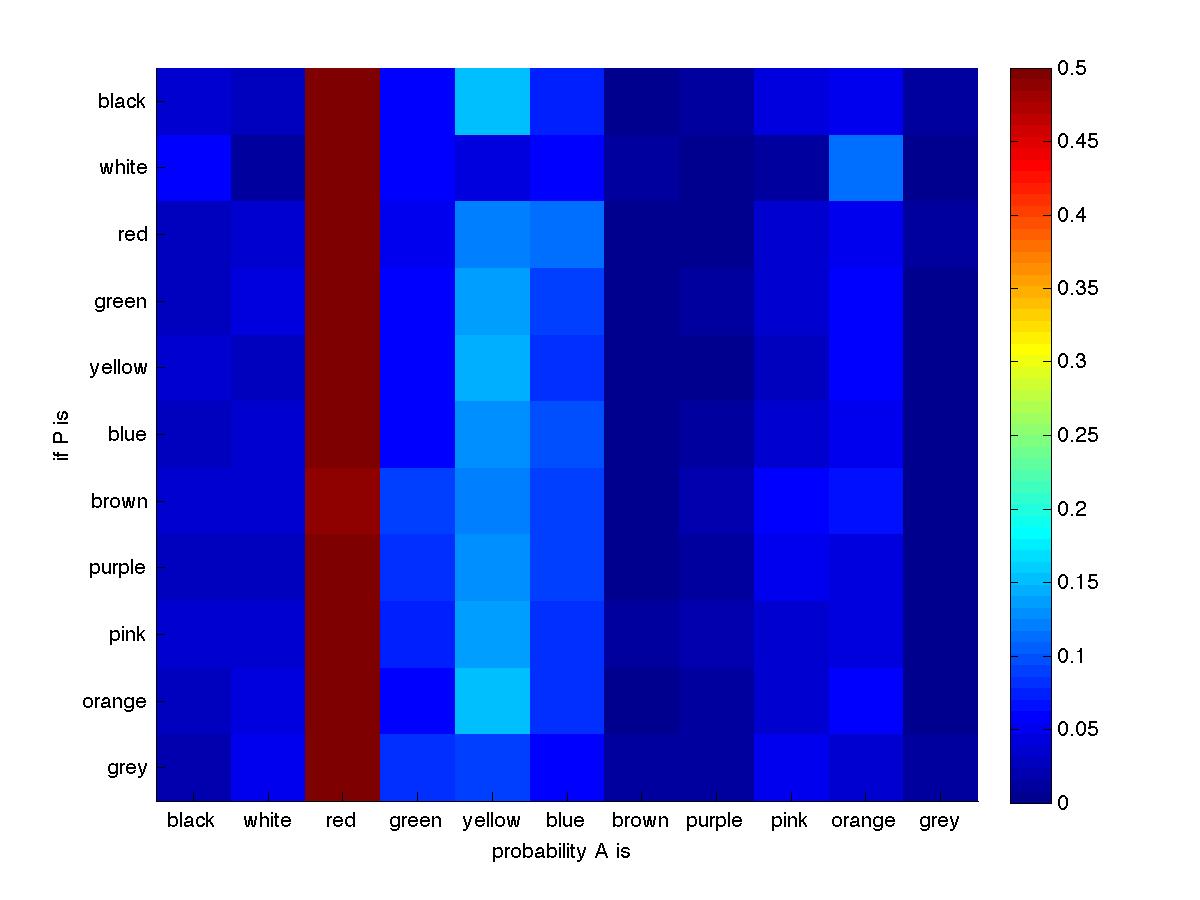 black
white
red
green
yellow
blue
brown
purple
pink
orange
grey
if P is
black white red green yellow blue brown purple pink orange grey
probability A is
0.5
0.45
0.4
0.35
0.3
0.25
0.2
0.15
0.1
0.05
0